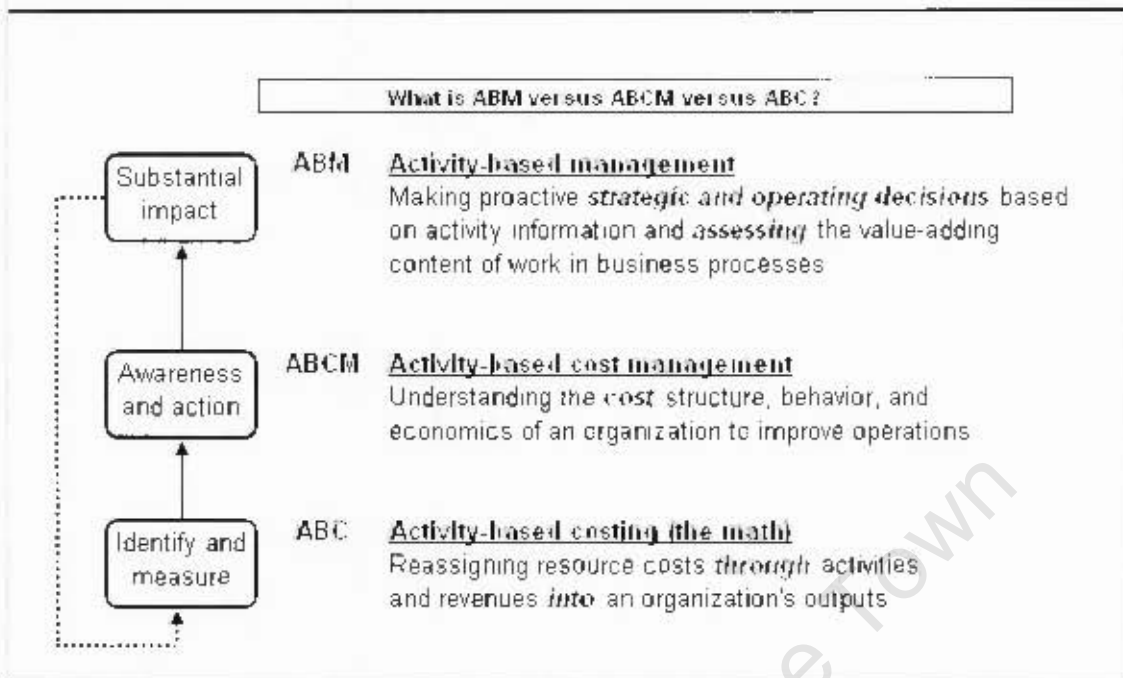 What is ABM versus ABCM versus ABC?
Substantial
impact
ABM
Activity-based management
Making proactive strategic and operating decisions based
on activity information and assessing the value-adding
content of work in business processes
Awareness
and action
ABCM
Activity-based cost management
Understanding the cost structure, behavior, and
economics of an organization to improve operations
Identify and
measure
ABC
Activity-based costing (the math)
Reassigning resource costs through activities
and revenues into an organization's outputs
Town